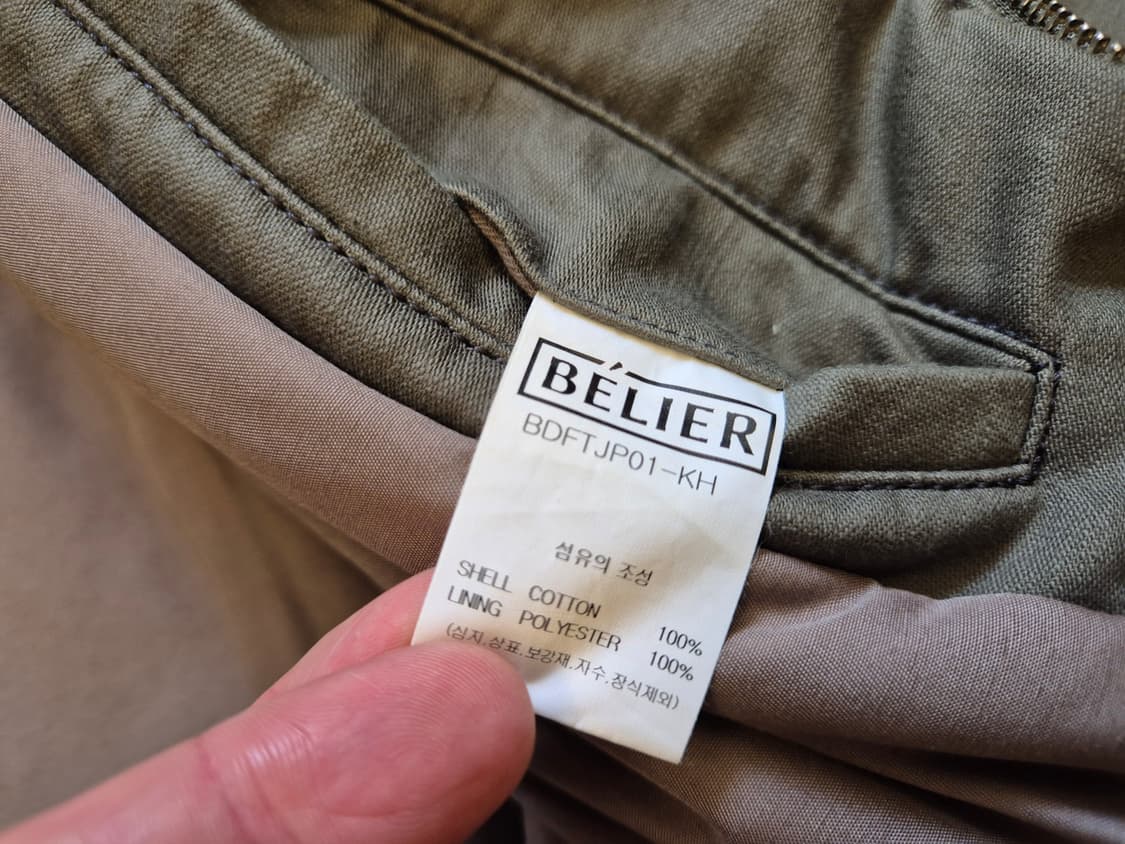 BÉLIER
BDFTJP01-KH
섬유의 조성
SHELL COTTON 100%
LINING POLYESTER 100%
(심지.상표.보강재.자수.장식제외)